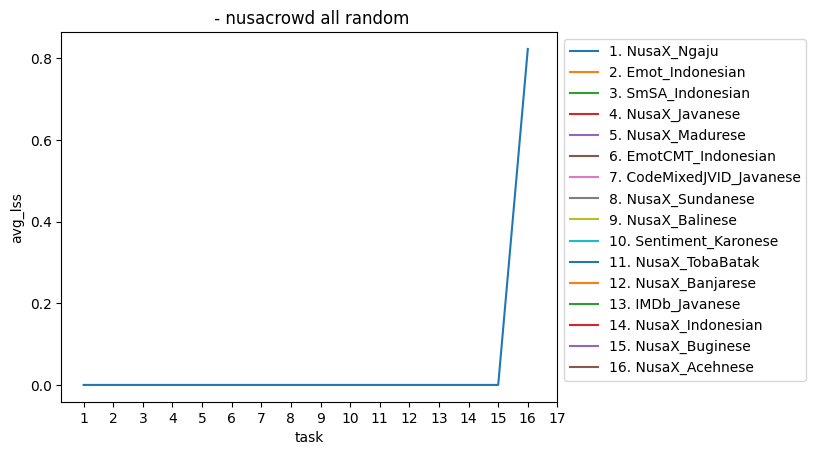 - nusacrowd all random
avg_lss
0.8
0.6
0.4
0.2
0.0
1 2 3 4 5 6 7 8 9 10 11 12 13 14 15 16 17
task
1. NusaX_Ngaju
2. Emot_Indonesian
3. SmSA_Indonesian
4. NusaX_Javanese
5. NusaX_Madurese
6. EmotCMT_Indonesian
7. CodeMixedJVID_Javanese
8. NusaX_Sundanese
9. NusaX_Balinese
10. Sentiment_Karonese
11. NusaX_TobaBatak
12. NusaX_Banjarese
13. IMDb_Javanese
14. NusaX_Indonesian
15. NusaX_Buginese
16. NusaX_Acehnese